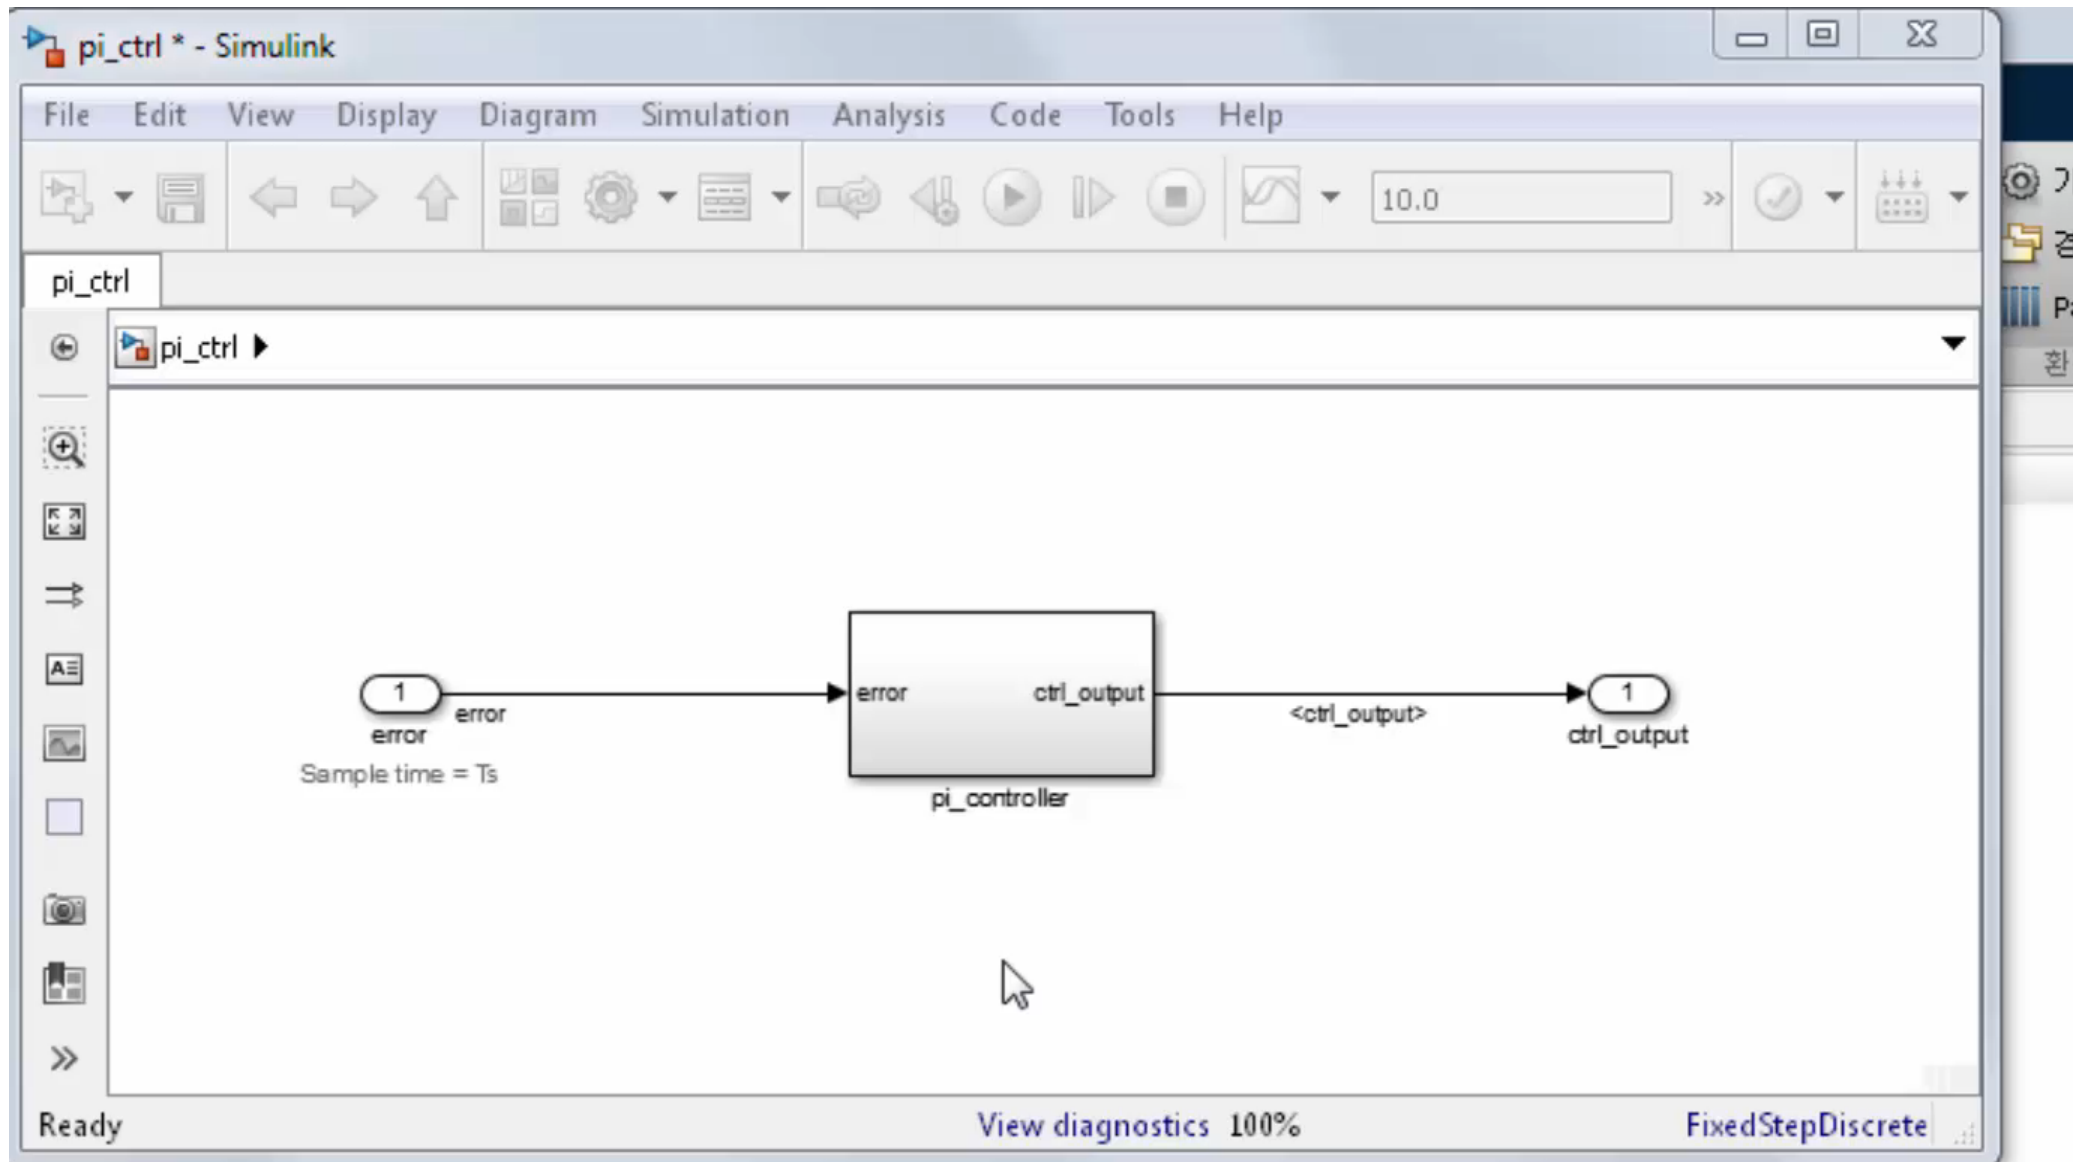 pi_ctrl * - Simulink
File Edit View Display Diagram Simulation Analysis Code Tools Help
10.0
pi_ctrl
pi_ctrl
환
1
error
error
Sample time = Ts
error
ctrl_output
pi_controller
<ctrl_output>
1
ctrl_output
Ready
View diagnostics 100%
FixedStepDiscrete